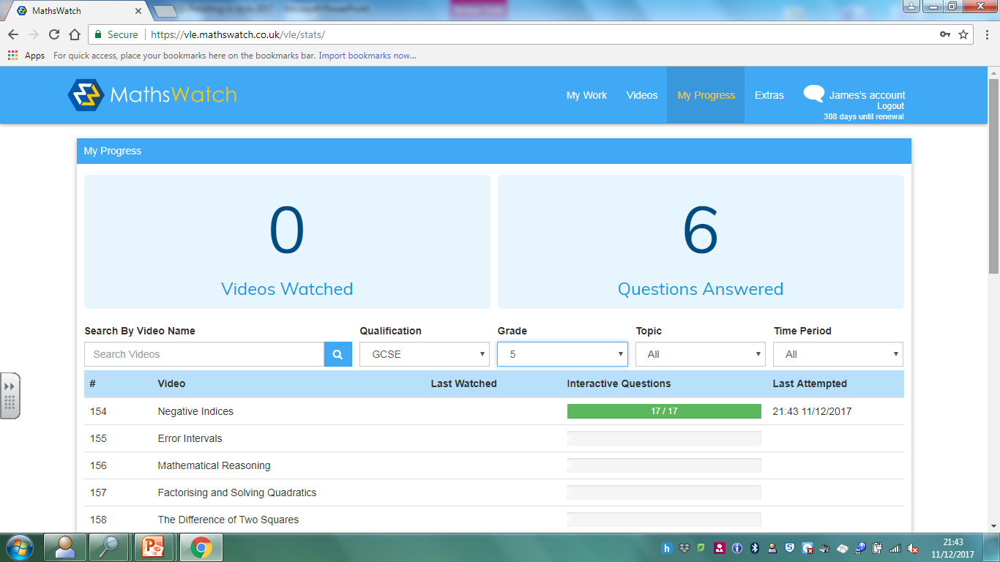 MathsWatch
Secure https://vle.mathswatch.co.uk/vle/stats/
Apps For quick access, place your bookmarks here on the bookmarks bar. Import bookmarks now...
MathsWatch
My Work Videos My Progress Extras James's account
Logout
308 days until renewal
My Progress
0 6
Videos Watched Questions Answered
Search By Video Name Qualification Grade Topic Time Period
Search Videos GCSE 5 All All
# Video Last Watched Interactive Questions Last Attempted
154 Negative Indices 17 / 17 21:43 11/12/2017
155 Error Intervals
156 Mathematical Reasoning
157 Factorising and Solving Quadratics
158 The Difference of Two Squares
21:43
11/12/2017